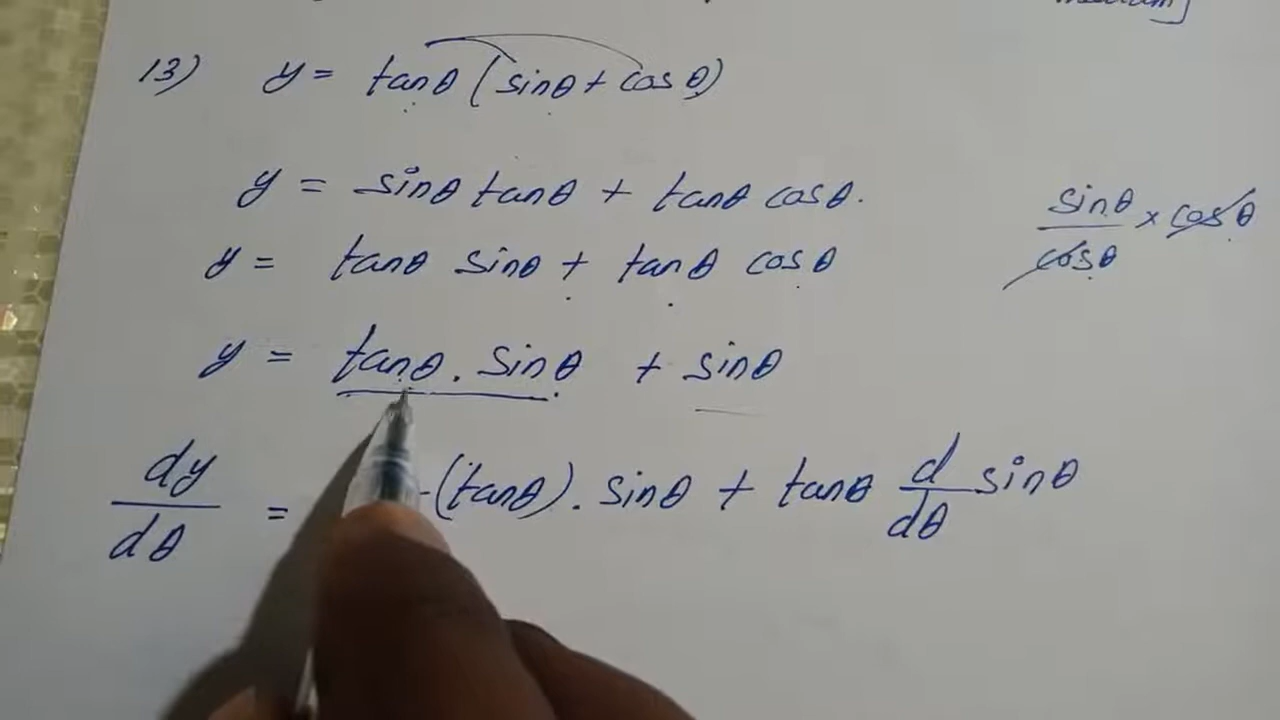 medium]
13) y = tanθ (sinθ + cosθ)
y = sinθ tanθ + tanθ cosθ.
sinθ/cosθ × cosθ
y = tanθ sinθ + tanθ cosθ
y = tanθ . sinθ + sinθ
dy/dθ = (tanθ) . sinθ + tanθ d/dθ sinθ